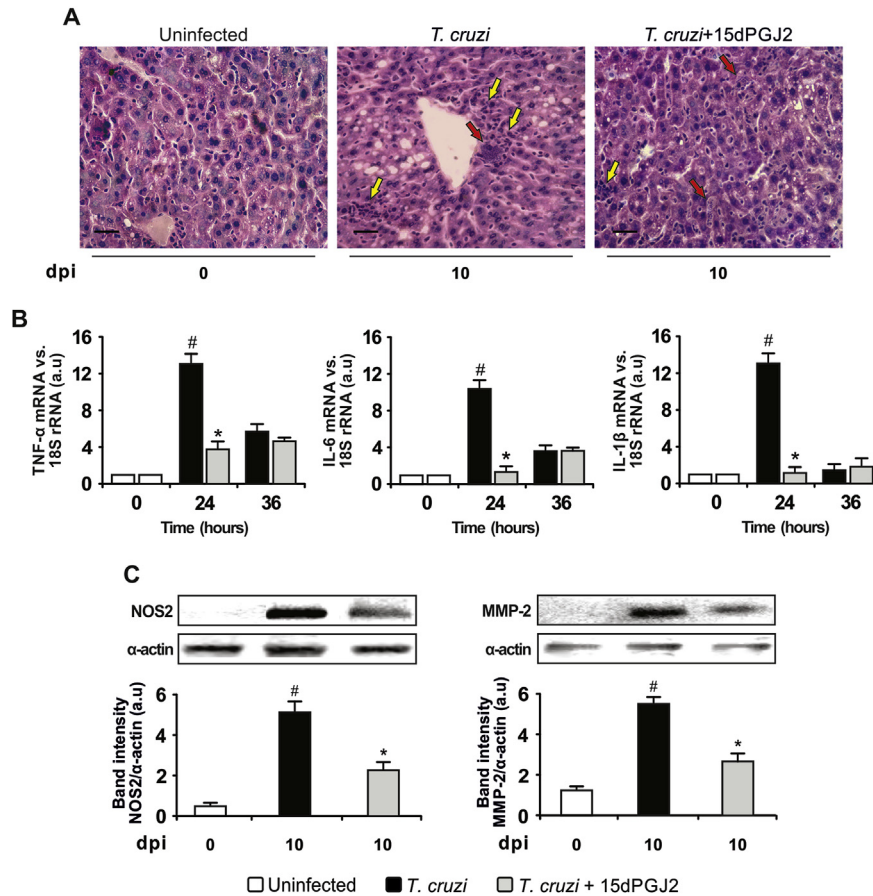 A
Uninfected T. cruzi T. cruzi+15dPGJ2
dpi 0 10 10
B
TNF-α mRNA vs.
18S rRNA (a.u)
16
12
8
4
0
#
*
0 24 36
Time (hours)
IL-6 mRNA vs.
18S rRNA (a.u)
16
12
8
4
0
#
*
0 24 36
Time (hours)
IL-1β mRNA vs.
18S rRNA (a.u)
16
12
8
4
0
#
*
0 24 36
Time (hours)
C
NOS2
α-actin
Band intensity
NOS2/α-actin (a.u)
6
4
2
0
#
*
dpi 0 10 10
MMP-2
α-actin
Band intensity
MMP-2/α-actin (a.u)
6
4
2
0
#
*
dpi 0 10 10
Uninfected T. cruzi T. cruzi + 15dPGJ2